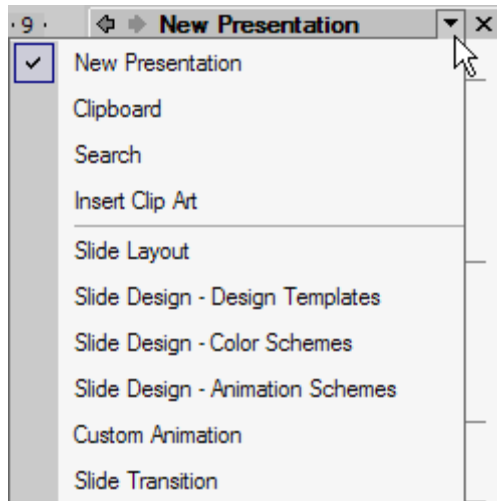 · 9 · New Presentation
New Presentation
Clipboard
Search
Insert Clip Art
Slide Layout
Slide Design - Design Templates
Slide Design - Color Schemes
Slide Design - Animation Schemes
Custom Animation
Slide Transition